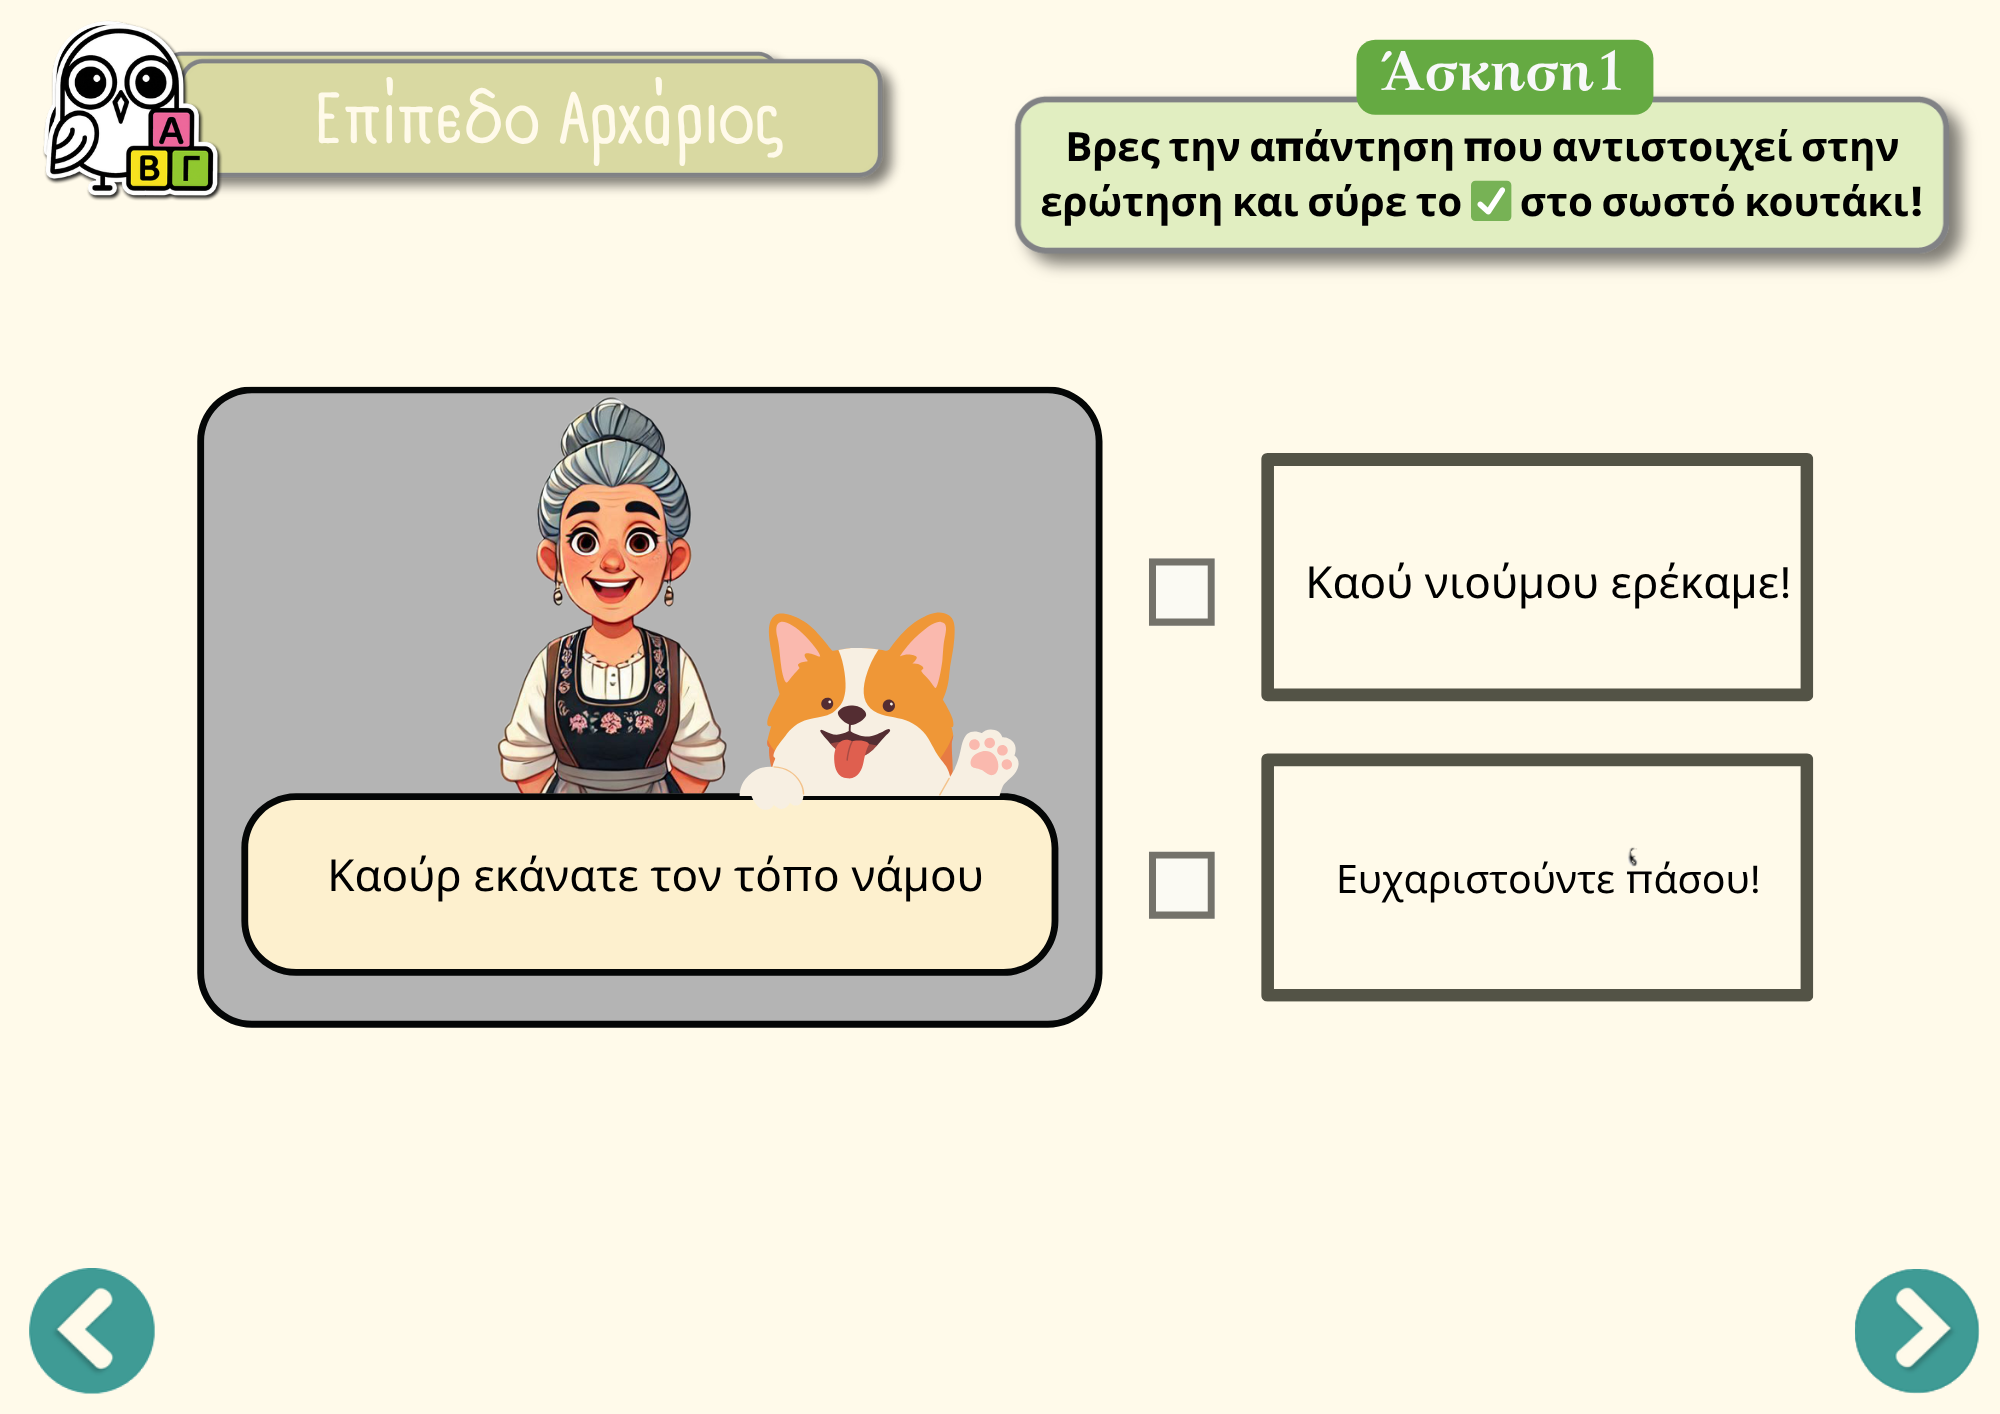 Επίπεδο Αρχάριος
Α
Β Γ
Άσκηση 1
Βρες την απάντηση που αντιστοιχεί στην
ερώτηση και σύρε το ✅ στο σωστό κουτάκι!
Καούρ εκάνατε τον τόπο νάμου
Καού νιούμου ερέκαμε!
Ευχαριστούντε π̔άσου!